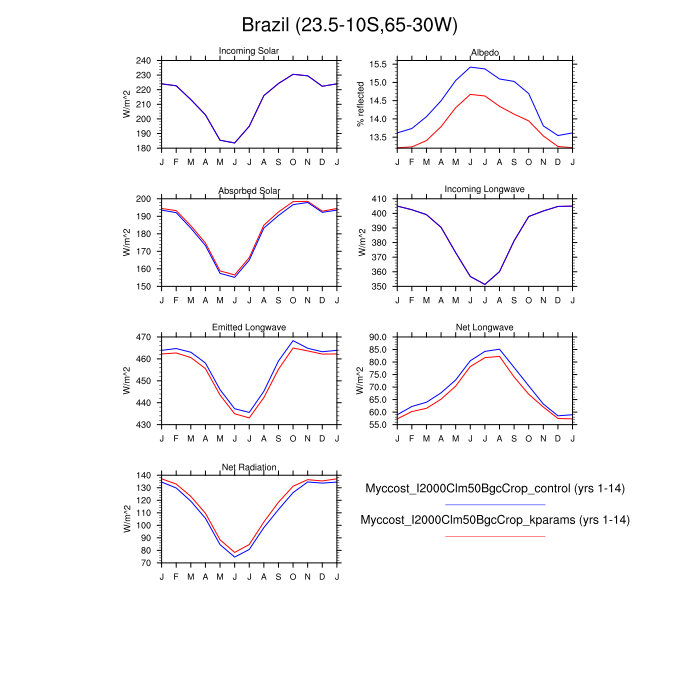 Brazil (23.5-10S,65-30W)
Incoming Solar
240
230
220
210
200
190
180
W/m^2
J F M A M J J A S O N D J
Albedo
15.5
15.0
14.5
14.0
13.5
% reflected
J F M A M J J A S O N D J
Absorbed Solar
200
190
180
170
160
150
W/m^2
J F M A M J J A S O N D J
Incoming Longwave
410
400
390
380
370
360
350
W/m^2
J F M A M J J A S O N D J
Emitted Longwave
470
460
450
440
430
W/m^2
J F M A M J J A S O N D J
Net Longwave
90.0
85.0
80.0
75.0
70.0
65.0
60.0
55.0
W/m^2
J F M A M J J A S O N D J
Net Radiation
140
130
120
110
100
90
80
70
W/m^2
J F M A M J J A S O N D J
Myccost_I2000Clm50BgcCrop_control (yrs 1-14)
Myccost_I2000Clm50BgcCrop_kparams (yrs 1-14)